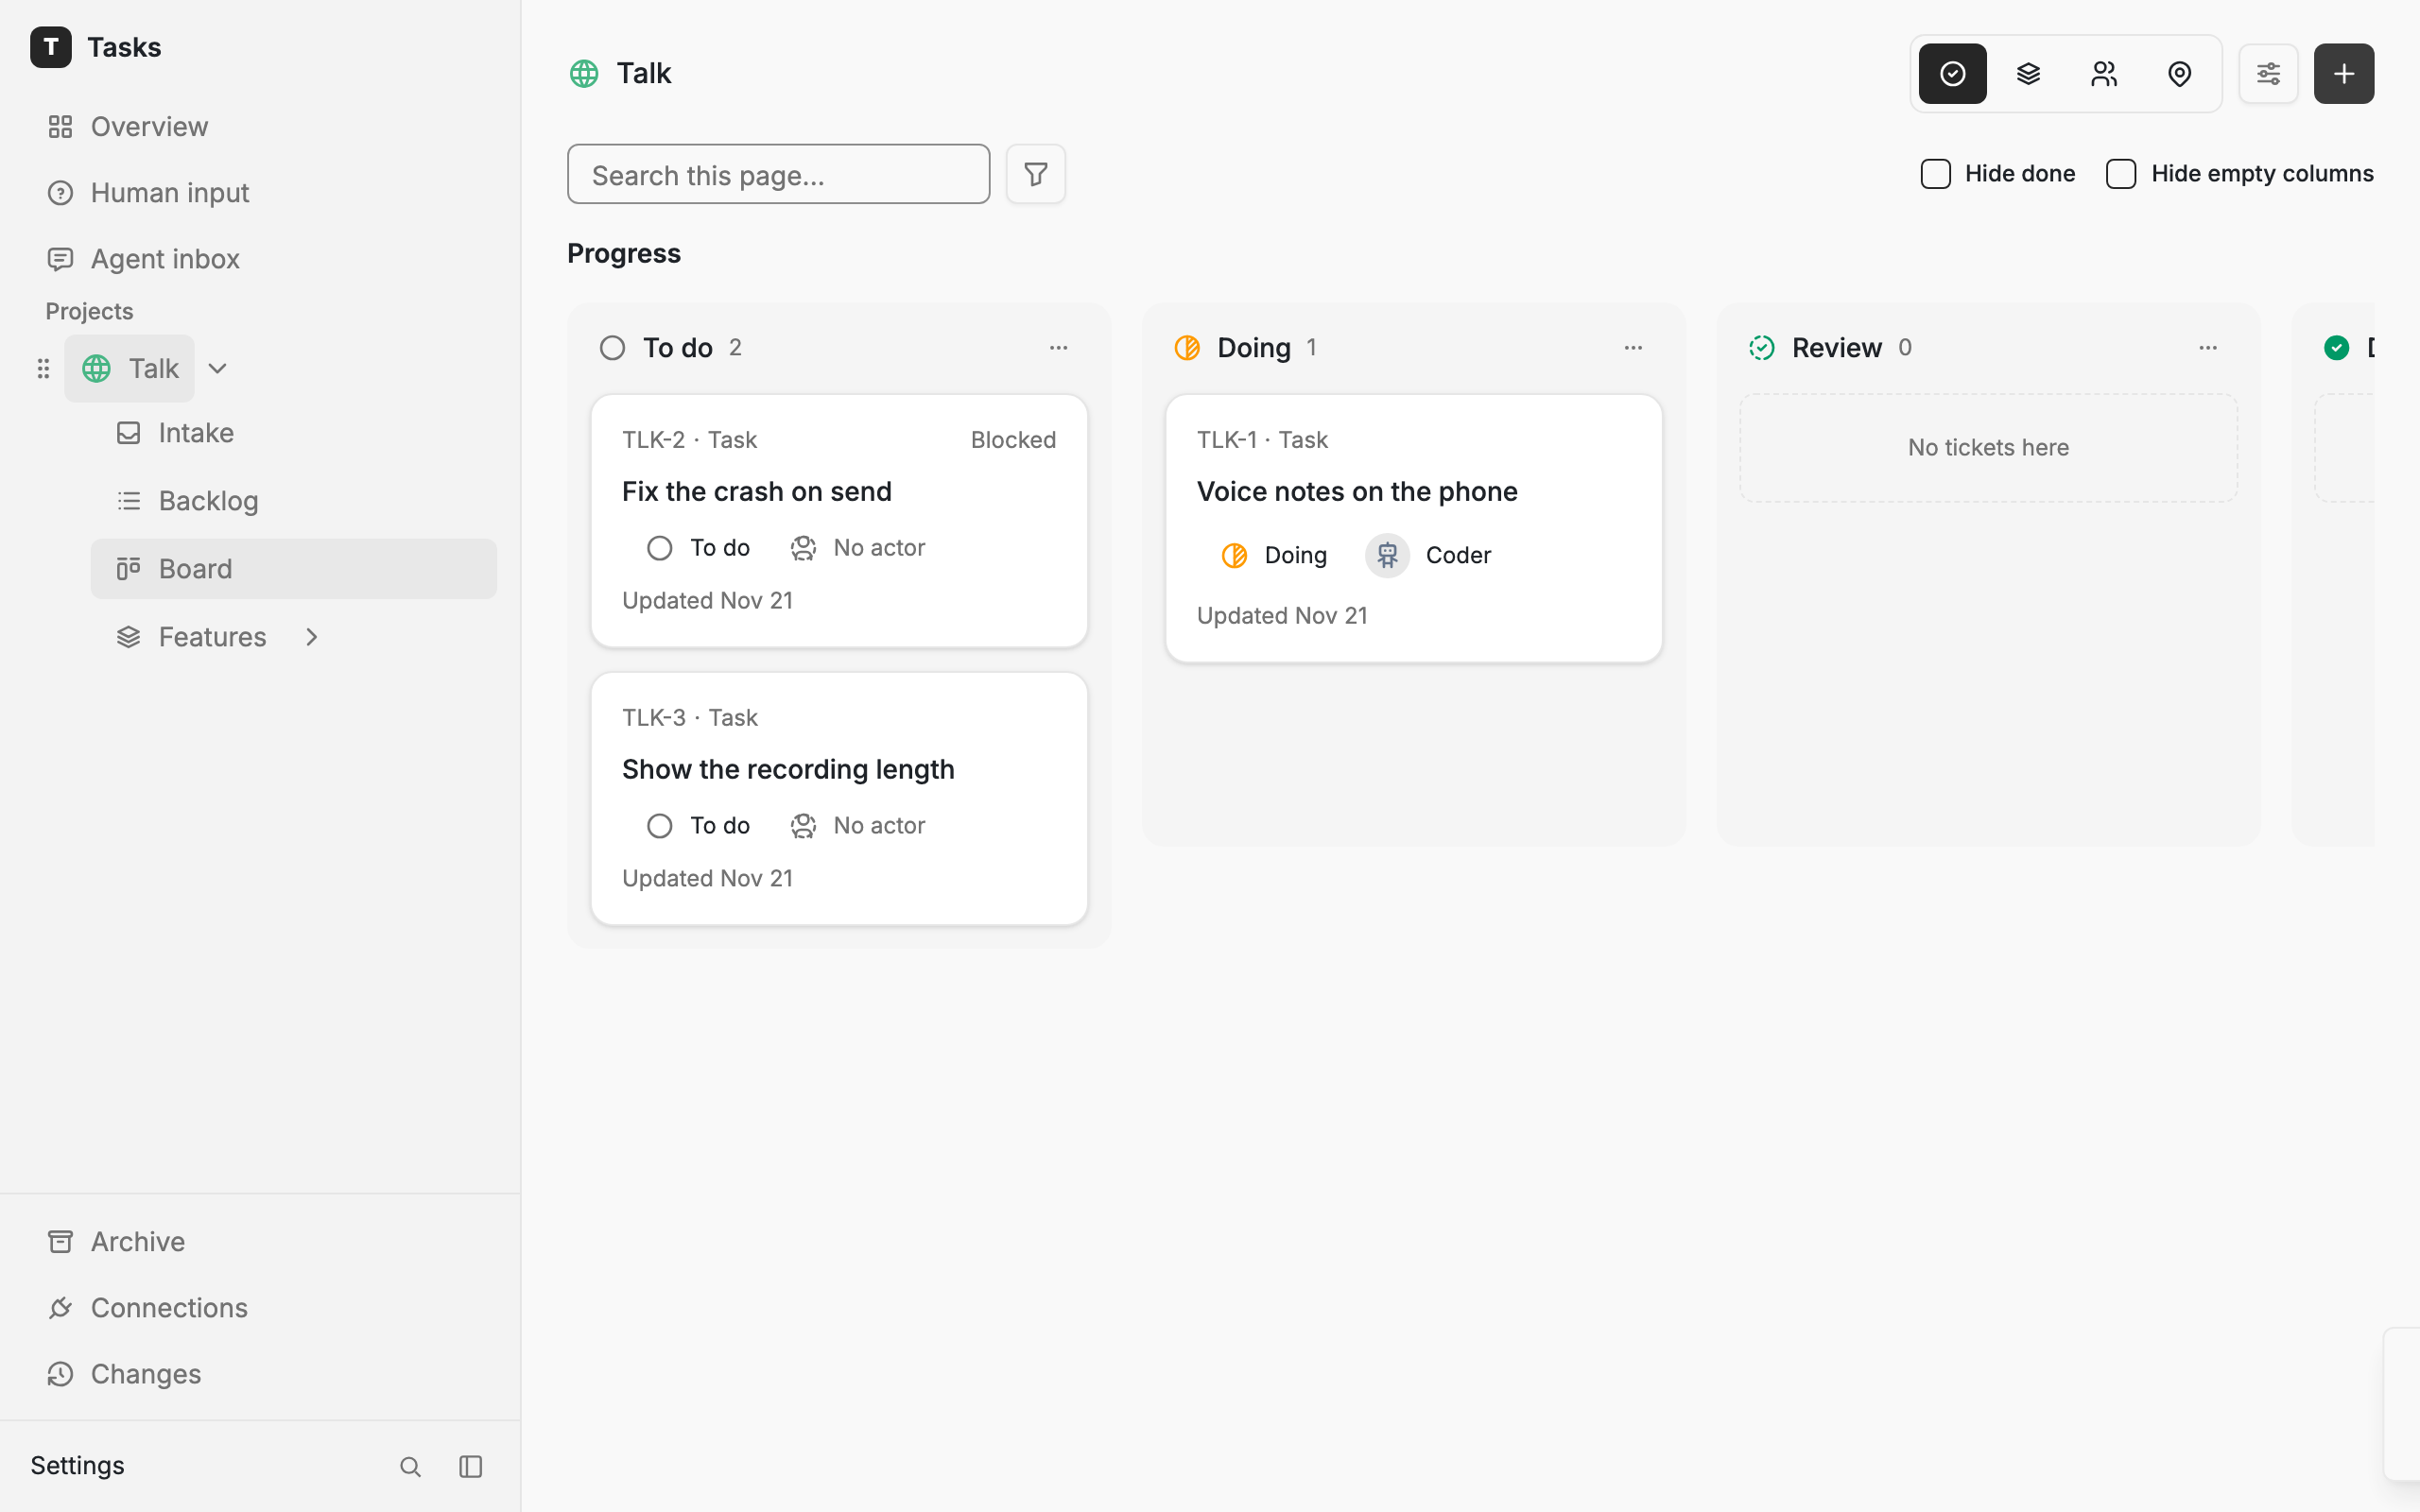 T Tasks
Overview
Human input
Agent inbox
Projects
Talk
Intake
Backlog
Board
Features
Archive
Connections
Changes
Settings
Talk
Search this page...
Hide done
Hide empty columns
Progress
To do 2
TLK-2 · Task Blocked
Fix the crash on send
To do No actor
Updated Nov 21
TLK-3 · Task
Show the recording length
To do No actor
Updated Nov 21
Doing 1
TLK-1 · Task
Voice notes on the phone
Doing Coder
Updated Nov 21
Review 0
No tickets here